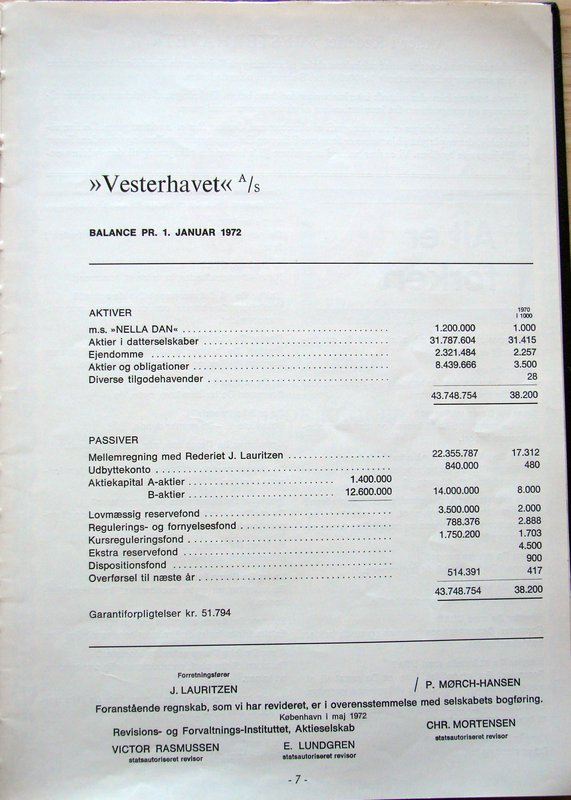 »Vesterhavet« A/s
BALANCE PR. 1. JANUAR 1972
AKTIVER 1970 i 1000
m.s. »NELLA DAN« 1.200.000 1.000
Aktier i datterselskaber 31.787.604 31.415
Ejendomme 2.321.484 2.257
Aktier og obligationer 8.439.666 3.500
Diverse tilgodehavender 28
43.748.754 38.200
PASSIVER
Mellemregning med Rederiet J. Lauritzen 22.355.787 17.312
Udbyttekonto 840.000 480
Aktiekapital A-aktier 1.400.000
B-aktier 12.600.000 14.000.000 8.000
Lovmæssig reservefond 3.500.000 2.000
Regulerings- og fornyelsesfond 788.376 2.888
Kursreguleringsfond 1.750.200 1.703
Ekstra reservefond 4.500
Dispositionsfond 900
Overførsel til næste år 514.391 417
43.748.754 38.200
Garantiforpligtelser kr. 51.794
Forretningsfører
J. LAURITZEN / P. MØRCH-HANSEN
Foranstående regnskab, som vi har revideret, er i overensstemmelse med selskabets bogføring.
København i maj 1972
Revisions- og Forvaltnings-Instituttet, Aktieselskab CHR. MORTENSEN
statsautoriseret revisor
VICTOR RASMUSSEN E. LUNDGREN
statsautoriseret revisor statsautoriseret revisor
- 7 -